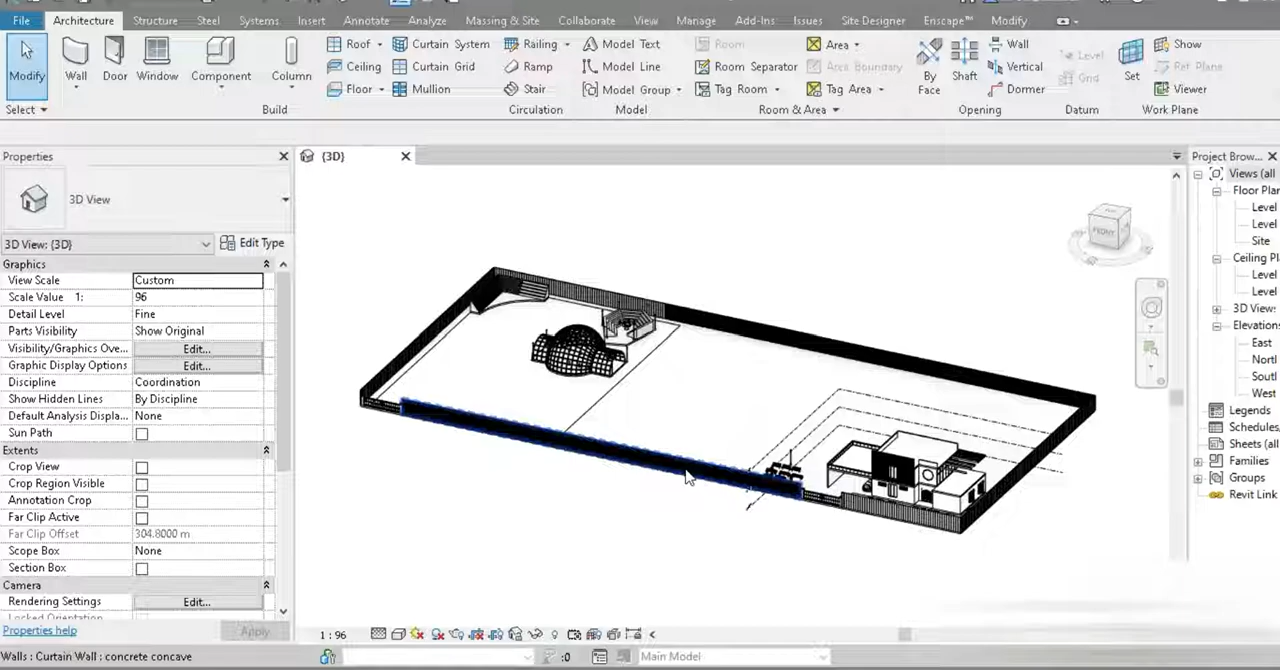 File Architecture Structure Steel Systems Insert Annotate Analyze Massing & Site Collaborate View Manage Add-Ins Issues Site Designer Enscape™ Modify
Modify Wall Door Window Component Column
Roof Curtain System Railing Model Text Room Area
Ceiling Curtain Grid Ramp Model Line Room Separator Area Boundary
Floor Mullion Stair Model Group Tag Room Tag Area
By Face Shaft Wall Vertical Dormer
Level Grid Set Show Ref Plane Viewer
Select Build Circulation Model Room & Area Opening Datum Work Plane
Properties
{3D}
Project Brow...
3D View
3D View: {3D} Edit Type
Graphics
View Scale Custom
Scale Value 1: 96
Detail Level Fine
Parts Visibility Show Original
Visibility/Graphics Ove... Edit...
Graphic Display Options Edit...
Discipline Coordination
Show Hidden Lines By Discipline
Default Analysis Displa... None
Sun Path
Extents
Crop View
Crop Region Visible
Annotation Crop
Far Clip Active
Far Clip Offset 304.8000 m
Scope Box None
Section Box
Camera
Rendering Settings Edit...
Locked Orientation
Properties help Apply
FRONT
Views (all
Floor Plan
Level
Level
Site
Ceiling Pl
Level
Level
3D View:
Elevations
East
North
South
West
Legends
Schedules,
Sheets (all
Families
Groups
Revit Link
1 : 96
Walls : Curtain Wall : concrete concave :0 Main Model